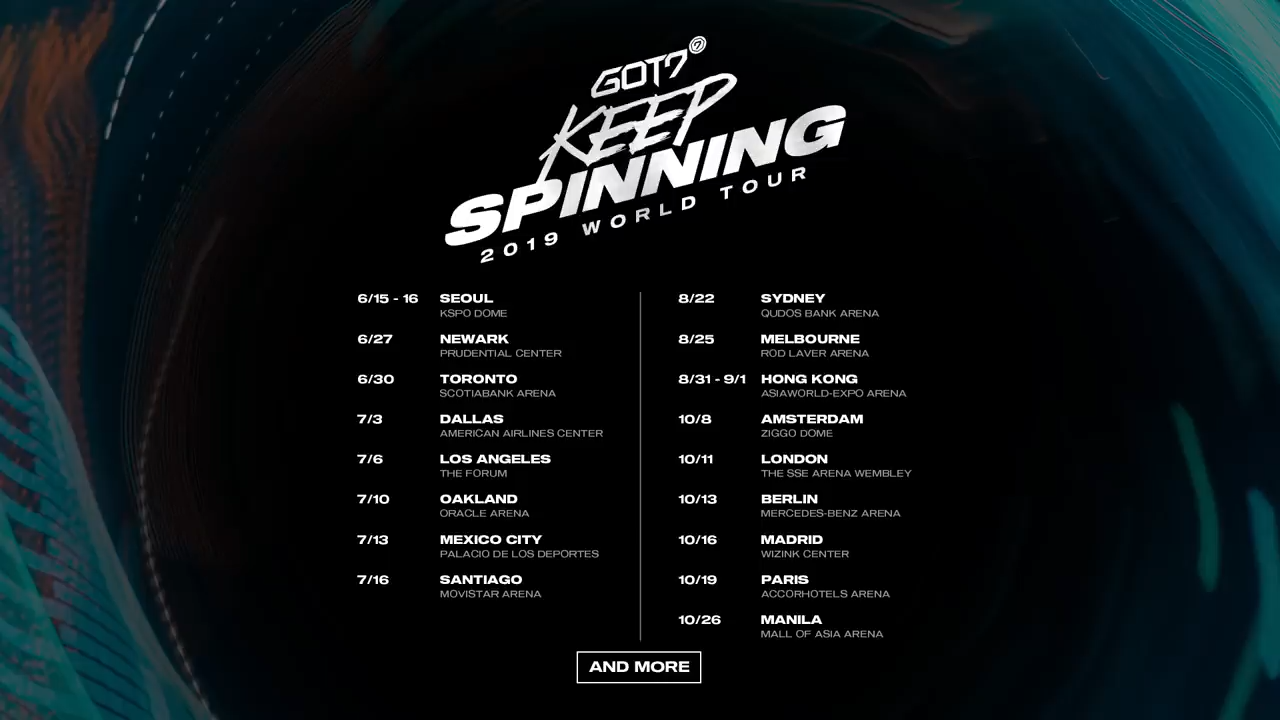 GOT7
KEEP
SPINNING
2019 WORLD TOUR
6/15 - 16 SEOUL
KSPO DOME
6/27 NEWARK
PRUDENTIAL CENTER
6/30 TORONTO
SCOTIABANK ARENA
7/3 DALLAS
AMERICAN AIRLINES CENTER
7/6 LOS ANGELES
THE FORUM
7/10 OAKLAND
ORACLE ARENA
7/13 MEXICO CITY
PALACIO DE LOS DEPORTES
7/16 SANTIAGO
MOVISTAR ARENA
8/22 SYDNEY
QUDOS BANK ARENA
8/25 MELBOURNE
ROD LAVER ARENA
8/31 - 9/1 HONG KONG
ASIAWORLD-EXPO ARENA
10/8 AMSTERDAM
ZIGGO DOME
10/11 LONDON
THE SSE ARENA WEMBLEY
10/13 BERLIN
MERCEDES-BENZ ARENA
10/16 MADRID
WIZINK CENTER
10/19 PARIS
ACCORHOTELS ARENA
10/26 MANILA
MALL OF ASIA ARENA
AND MORE